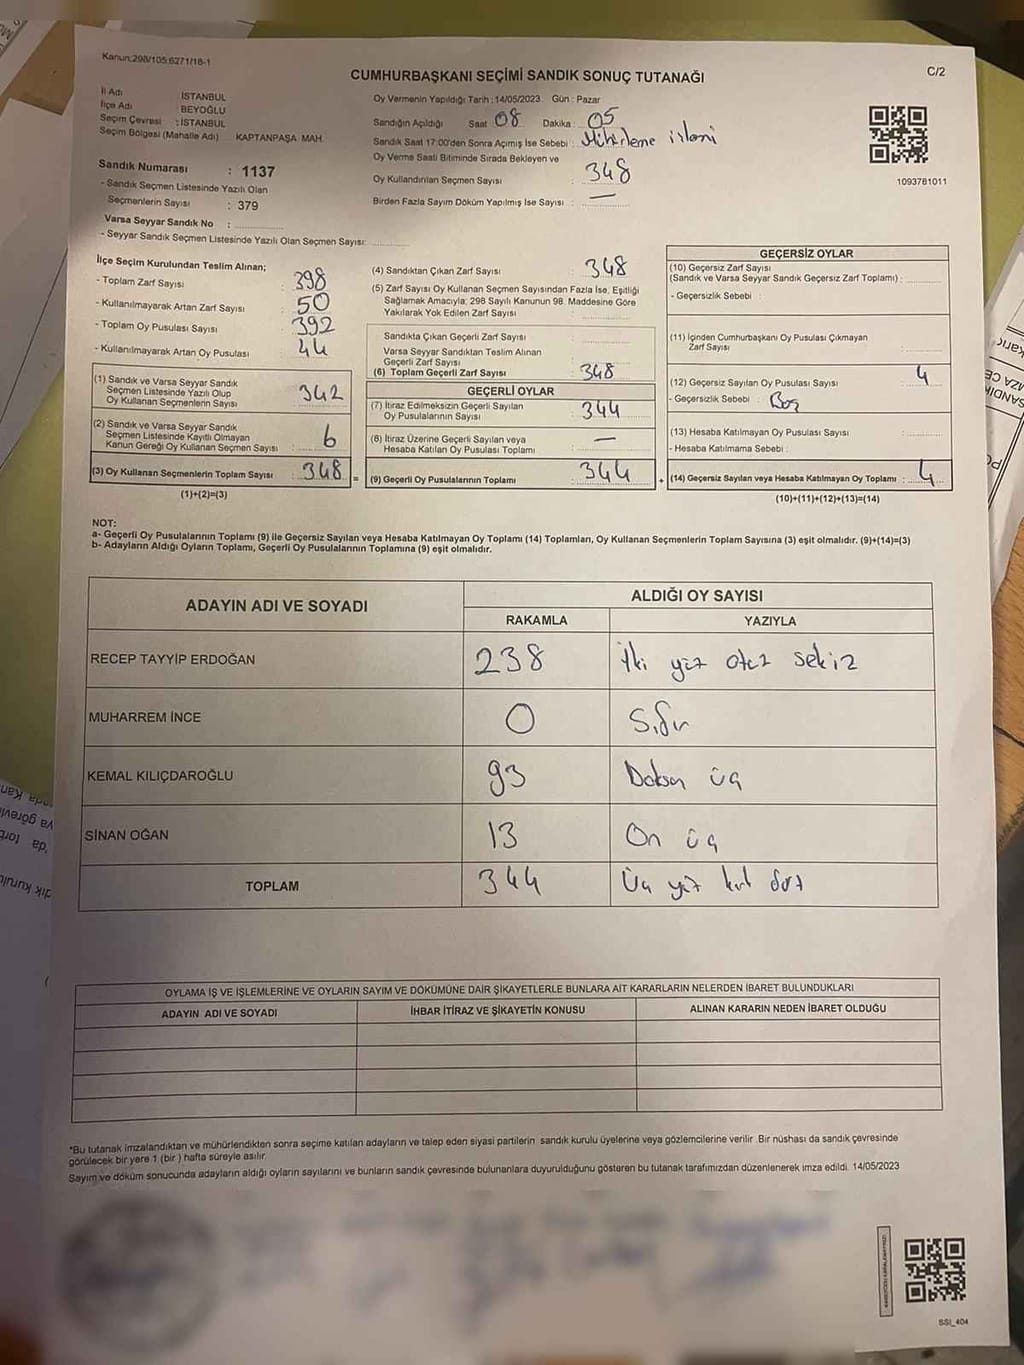 Kanun:298/105:6271/18-1
C/2
CUMHURBAŞKANI SEÇİMİ SANDIK SONUÇ TUTANAĞI
İl Adı : İSTANBUL
İlçe Adı : BEYOĞLU
Seçim Çevresi : İSTANBUL
Seçim Bölgesi (Mahalle Adı) KAPTANPAŞA MAH.
Sandık Numarası : 1137
- Sandık Seçmen Listesinde Yazılı Olan
Seçmenlerin Sayısı : 379
Varsa Seyyar Sandık No :
- Seyyar Sandık Seçmen Listesinde Yazılı Olan Seçmen Sayısı:
Oy Vermenin Yapıldığı Tarih : 14/05/2023 Gün : Pazar
Sandığın Açıldığı Saat 08 Dakika : 05
Sandık Saat 17:00'den Sonra Açımış İse Sebebi : Mühürleme işlemi
Oy Verme Saati Bitiminde Sırada Bekleyen ve
Oy Kullandırılan Seçmen Sayısı : 348
Birden Fazla Sayım Döküm Yapılmış İse Sayısı : —
1093781011
İlçe Seçim Kurulundan Teslim Alınan;
- Toplam Zarf Sayısı : 398
- Kullanılmayarak Artan Zarf Sayısı : 50
- Toplam Oy Pusulası Sayısı : 392
- Kullanılmayarak Artan Oy Pusulası : 44
(1) Sandık ve Varsa Seyyar Sandık
Seçmen Listesinde Yazılı Olup
Oy Kullanan Seçmenlerin Sayısı : 342
(2) Sandık ve Varsa Seyyar Sandık
Seçmen Listesinde Kayıtlı Olmayan
Kanun Gereği Oy Kullanan Seçmen Sayısı : 6
(3) Oy Kullanan Seçmenlerin Toplam Sayısı : 348
(1)+(2)=(3)
(4) Sandıktan Çıkan Zarf Sayısı : 348
(5) Zarf Sayısı Oy Kullanan Seçmen Sayısından Fazla İse, Eşitliği
Sağlamak Amacıyla; 298 Sayılı Kanunun 98. Maddesine Göre
Yakılarak Yok Edilen Zarf Sayısı :
Sandıkta Çıkan Geçerli Zarf Sayısı :
Varsa Seyyar Sandıktan Teslim Alınan
Geçerli Zarf Sayısı :
(6) Toplam Geçerli Zarf Sayısı : 348
GEÇERLİ OYLAR
(7) İtiraz Edilmeksizin Geçerli Sayılan
Oy Pusulalarının Sayısı : 344
(8) İtiraz Üzerine Geçerli Sayılan veya
Hesaba Katılan Oy Pusulası Toplamı : —
= (9) Geçerli Oy Pusulalarının Toplamı : 344
GEÇERSİZ OYLAR
(10) Geçersiz Zarf Sayısı
(Sandık ve Varsa Seyyar Sandık Geçersiz Zarf Toplamı) :
- Geçersizlik Sebebi :
(11) İçinden Cumhurbaşkanı Oy Pusulası Çıkmayan
Zarf Sayısı :
(12) Geçersiz Sayılan Oy Pusulası Sayısı : 4
- Geçersizlik Sebebi : Boş
(13) Hesaba Katılmayan Oy Pusulası Sayısı :
- Hesaba Katılmama Sebebi :
+ (14) Geçersiz Sayılan veya Hesaba Katılmayan Oy Toplamı : 4
(10)+(11)+(12)+(13)=(14)
NOT:
a- Geçerli Oy Pusulalarının Toplamı (9) ile Geçersiz Sayılan veya Hesaba Katılmayan Oy Toplamı (14) Toplamları, Oy Kullanan Seçmenlerin Toplam Sayısına (3) eşit olmalıdır. (9)+(14)=(3)
b- Adayların Aldığı Oyların Toplamı, Geçerli Oy Pusulalarının Toplamına (9) eşit olmalıdır.
ADAYIN ADI VE SOYADI
ALDIĞI OY SAYISI
RAKAMLA YAZIYLA
RECEP TAYYİP ERDOĞAN 238 İki yüz otuz sekiz
MUHARREM İNCE 0 Sıfır
KEMAL KILIÇDAROĞLU 93 Doksan üç
SİNAN OĞAN 13 On üç
TOPLAM 344 Üç yüz kırk dört
OYLAMA İŞ VE İŞLEMLERİNE VE OYLARIN SAYIM VE DÖKÜMÜNE DAİR ŞİKAYETLERLE BUNLARA AİT KARARLARIN NELERDEN İBARET BULUNDUKLARI
ADAYIN ADI VE SOYADI İHBAR İTİRAZ VE ŞİKAYETİN KONUSU ALINAN KARARIN NEDEN İBARET OLDUĞU
*Bu tutanak imzalandıktan ve mühürlendikten sonra seçime katılan adayların ve talep eden siyasi partilerin sandık kurulu üyelerine veya gözlemcilerine verilir. Bir nüshası da sandık çevresinde
görülecek bir yere 1 (bir ) hafta süreyle asılır.
Sayım ve döküm sonucunda adayların aldığı oyların sayılarını ve bunların sandık çevresinde bulunanlara duyurulduğunu gösteren bu tutanak tarafımızdan düzenlenerek imza edildi. 14/05/2023
SSI_404